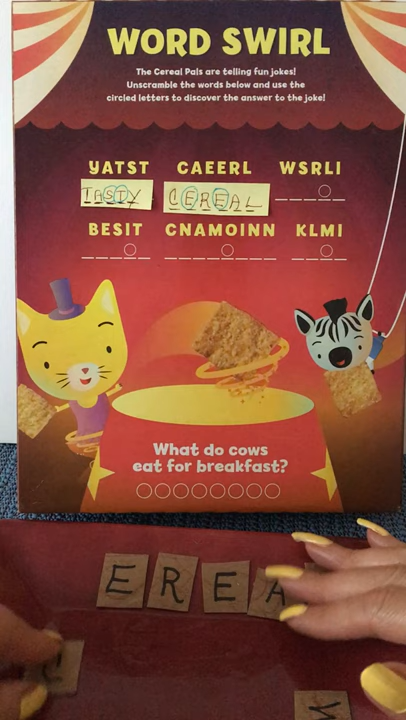 WORD SWIRL
The Cereal Pals are telling fun jokes!
Unscramble the words below and use the
circled letters to discover the answer to the joke!
YATST CAEERL WSRLI
TASTY CEREAL
BESIT CNAMOINN KLMI
What do cows
eat for breakfast?
E R E A